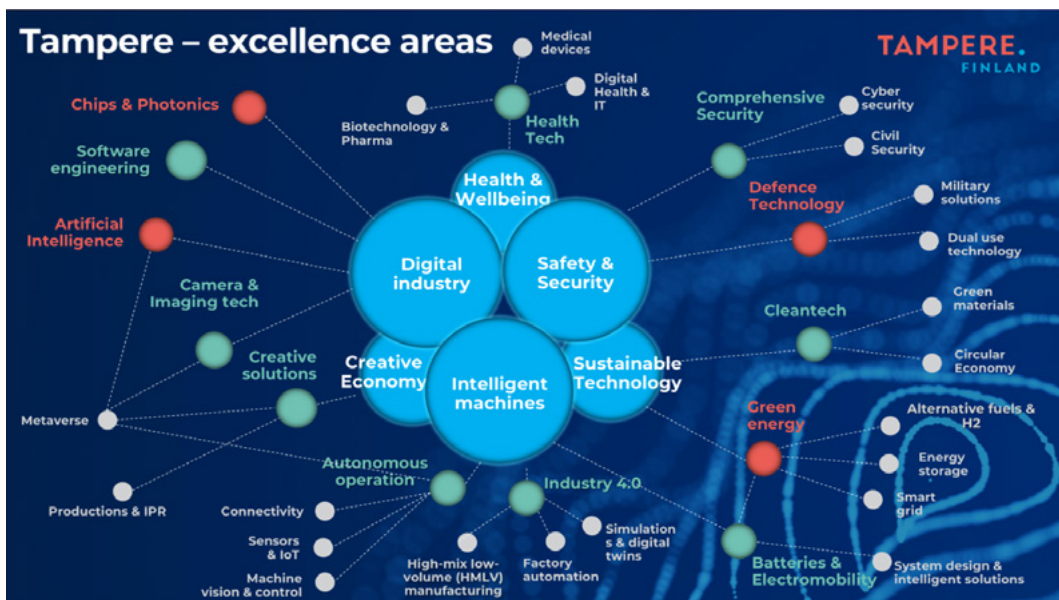 Tampere – excellence areas
TAMPERE.
FINLAND
Medical
devices
Digital
Health &
IT
Biotechnology &
Pharma
Health
Tech
Chips & Photonics
Software
engineering
Artificial
Intelligence
Camera &
Imaging tech
Creative
solutions
Metaverse
Productions & IPR
Comprehensive
Security
Cyber
security
Civil
Security
Defence
Technology
Military
solutions
Dual use
technology
Cleantech
Green
materials
Circular
Economy
Health &
Wellbeing
Digital
industry
Safety &
Security
Creative
Economy
Intelligent
machines
Sustainable
Technology
Green
energy
Alternative fuels &
H2
Energy
storage
Smart
grid
Autonomous
operation
Connectivity
Sensors
& IoT
Machine
vision & control
Industry 4.0
High-mix low-
volume (HMLV)
manufacturing
Factory
automation
Simulation
s & digital
twins
Batteries &
Electromobility
System design &
intelligent solutions